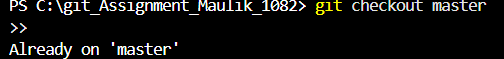 PS C:\git_Assignment_Maulik_1082> git checkout master
>>
Already on 'master'